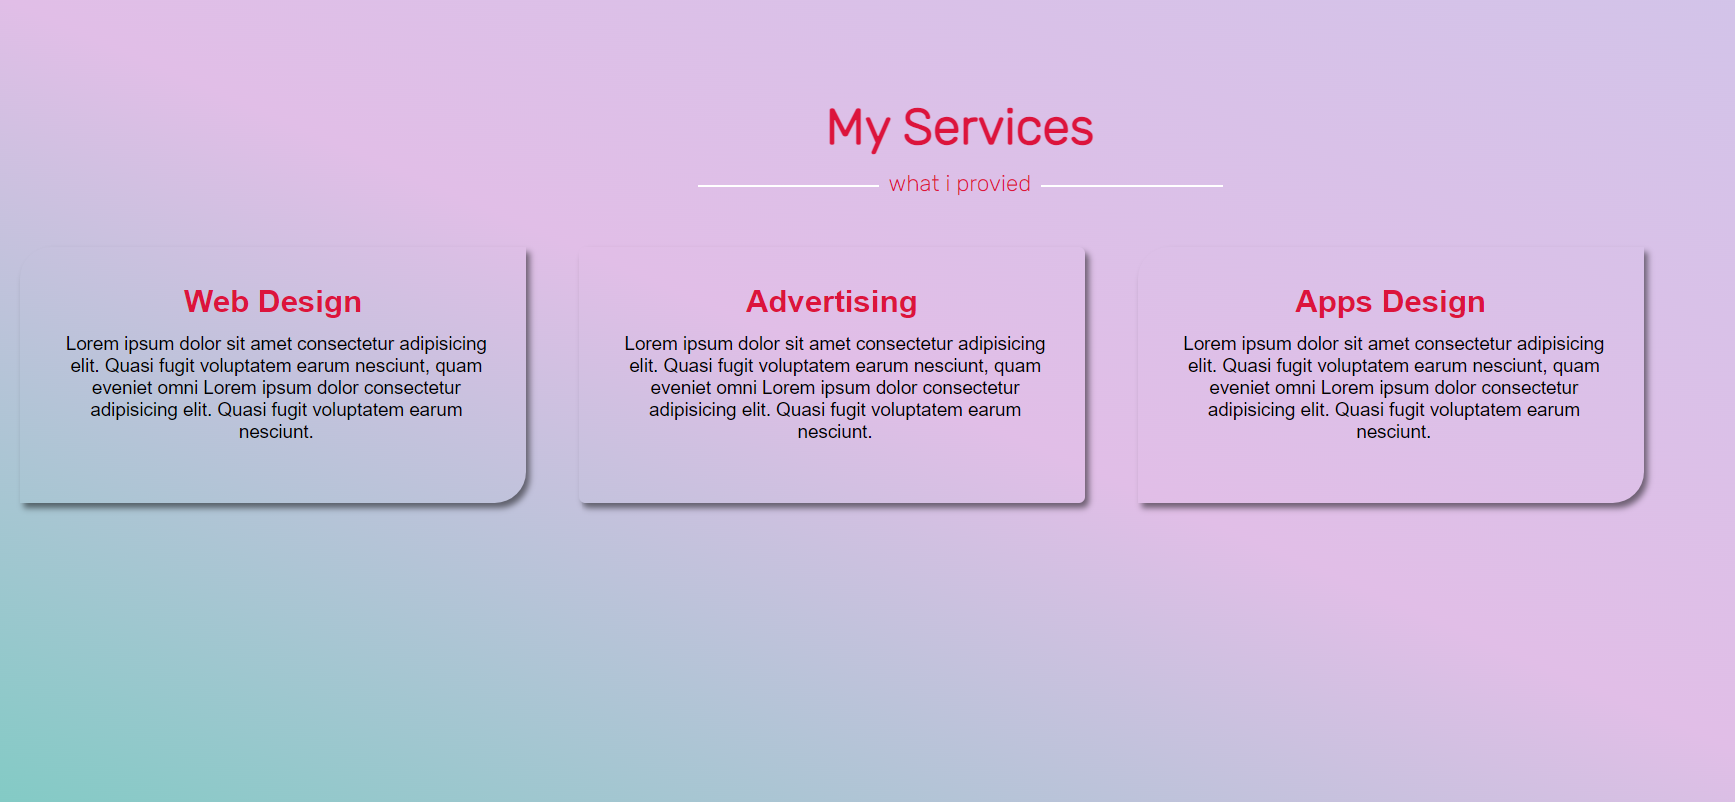 My Services
what i provied
Web Design
Lorem ipsum dolor sit amet consectetur adipisicing
elit. Quasi fugit voluptatem earum nesciunt, quam
eveniet omni Lorem ipsum dolor consectetur
adipisicing elit. Quasi fugit voluptatem earum
nesciunt.
Advertising
Lorem ipsum dolor sit amet consectetur adipisicing
elit. Quasi fugit voluptatem earum nesciunt, quam
eveniet omni Lorem ipsum dolor consectetur
adipisicing elit. Quasi fugit voluptatem earum
nesciunt.
Apps Design
Lorem ipsum dolor sit amet consectetur adipisicing
elit. Quasi fugit voluptatem earum nesciunt, quam
eveniet omni Lorem ipsum dolor consectetur
adipisicing elit. Quasi fugit voluptatem earum
nesciunt.